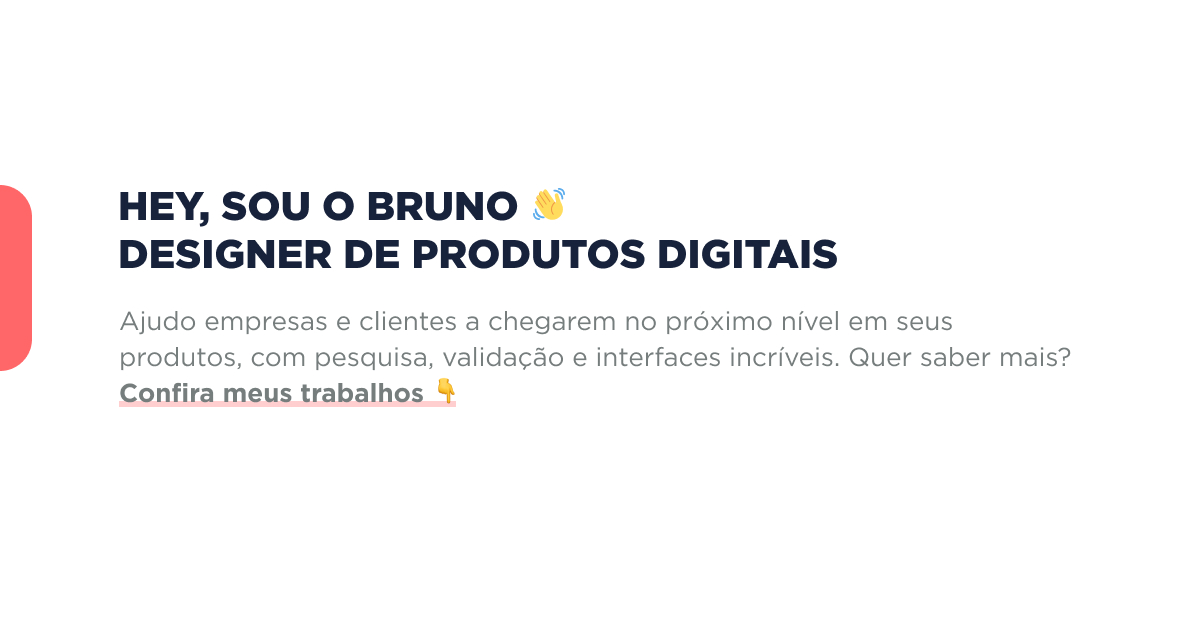 HEY, SOU O BRUNO 👋
DESIGNER DE PRODUTOS DIGITAIS
Ajudo empresas e clientes a chegarem no próximo nível em seus
produtos, com pesquisa, validação e interfaces incríveis. Quer saber mais?
Confira meus trabalhos 👇